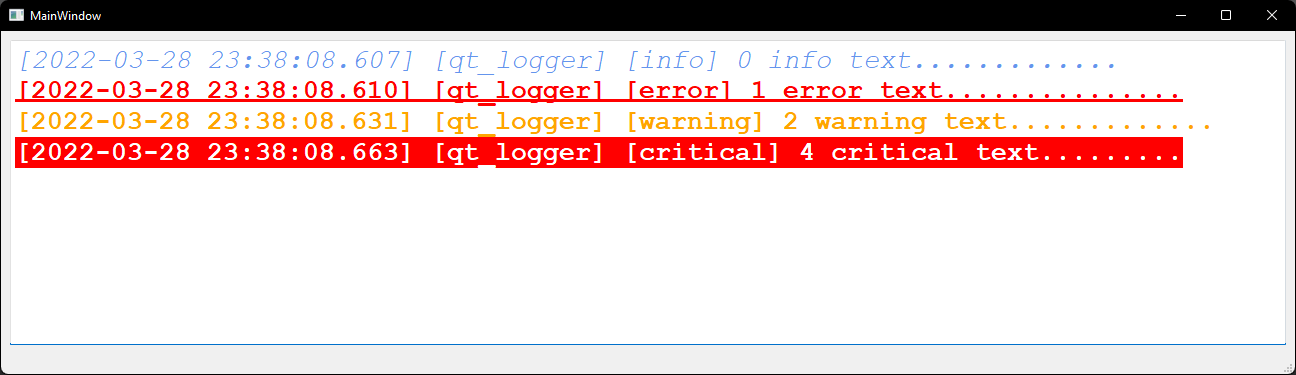 MainWindow
[2022-03-28 23:38:08.607] [qt_logger] [info] 0 info text.............
[2022-03-28 23:38:08.610] [qt_logger] [error] 1 error text...............
[2022-03-28 23:38:08.631] [qt_logger] [warning] 2 warning text.............
[2022-03-28 23:38:08.663] [qt_logger] [critical] 4 critical text.........